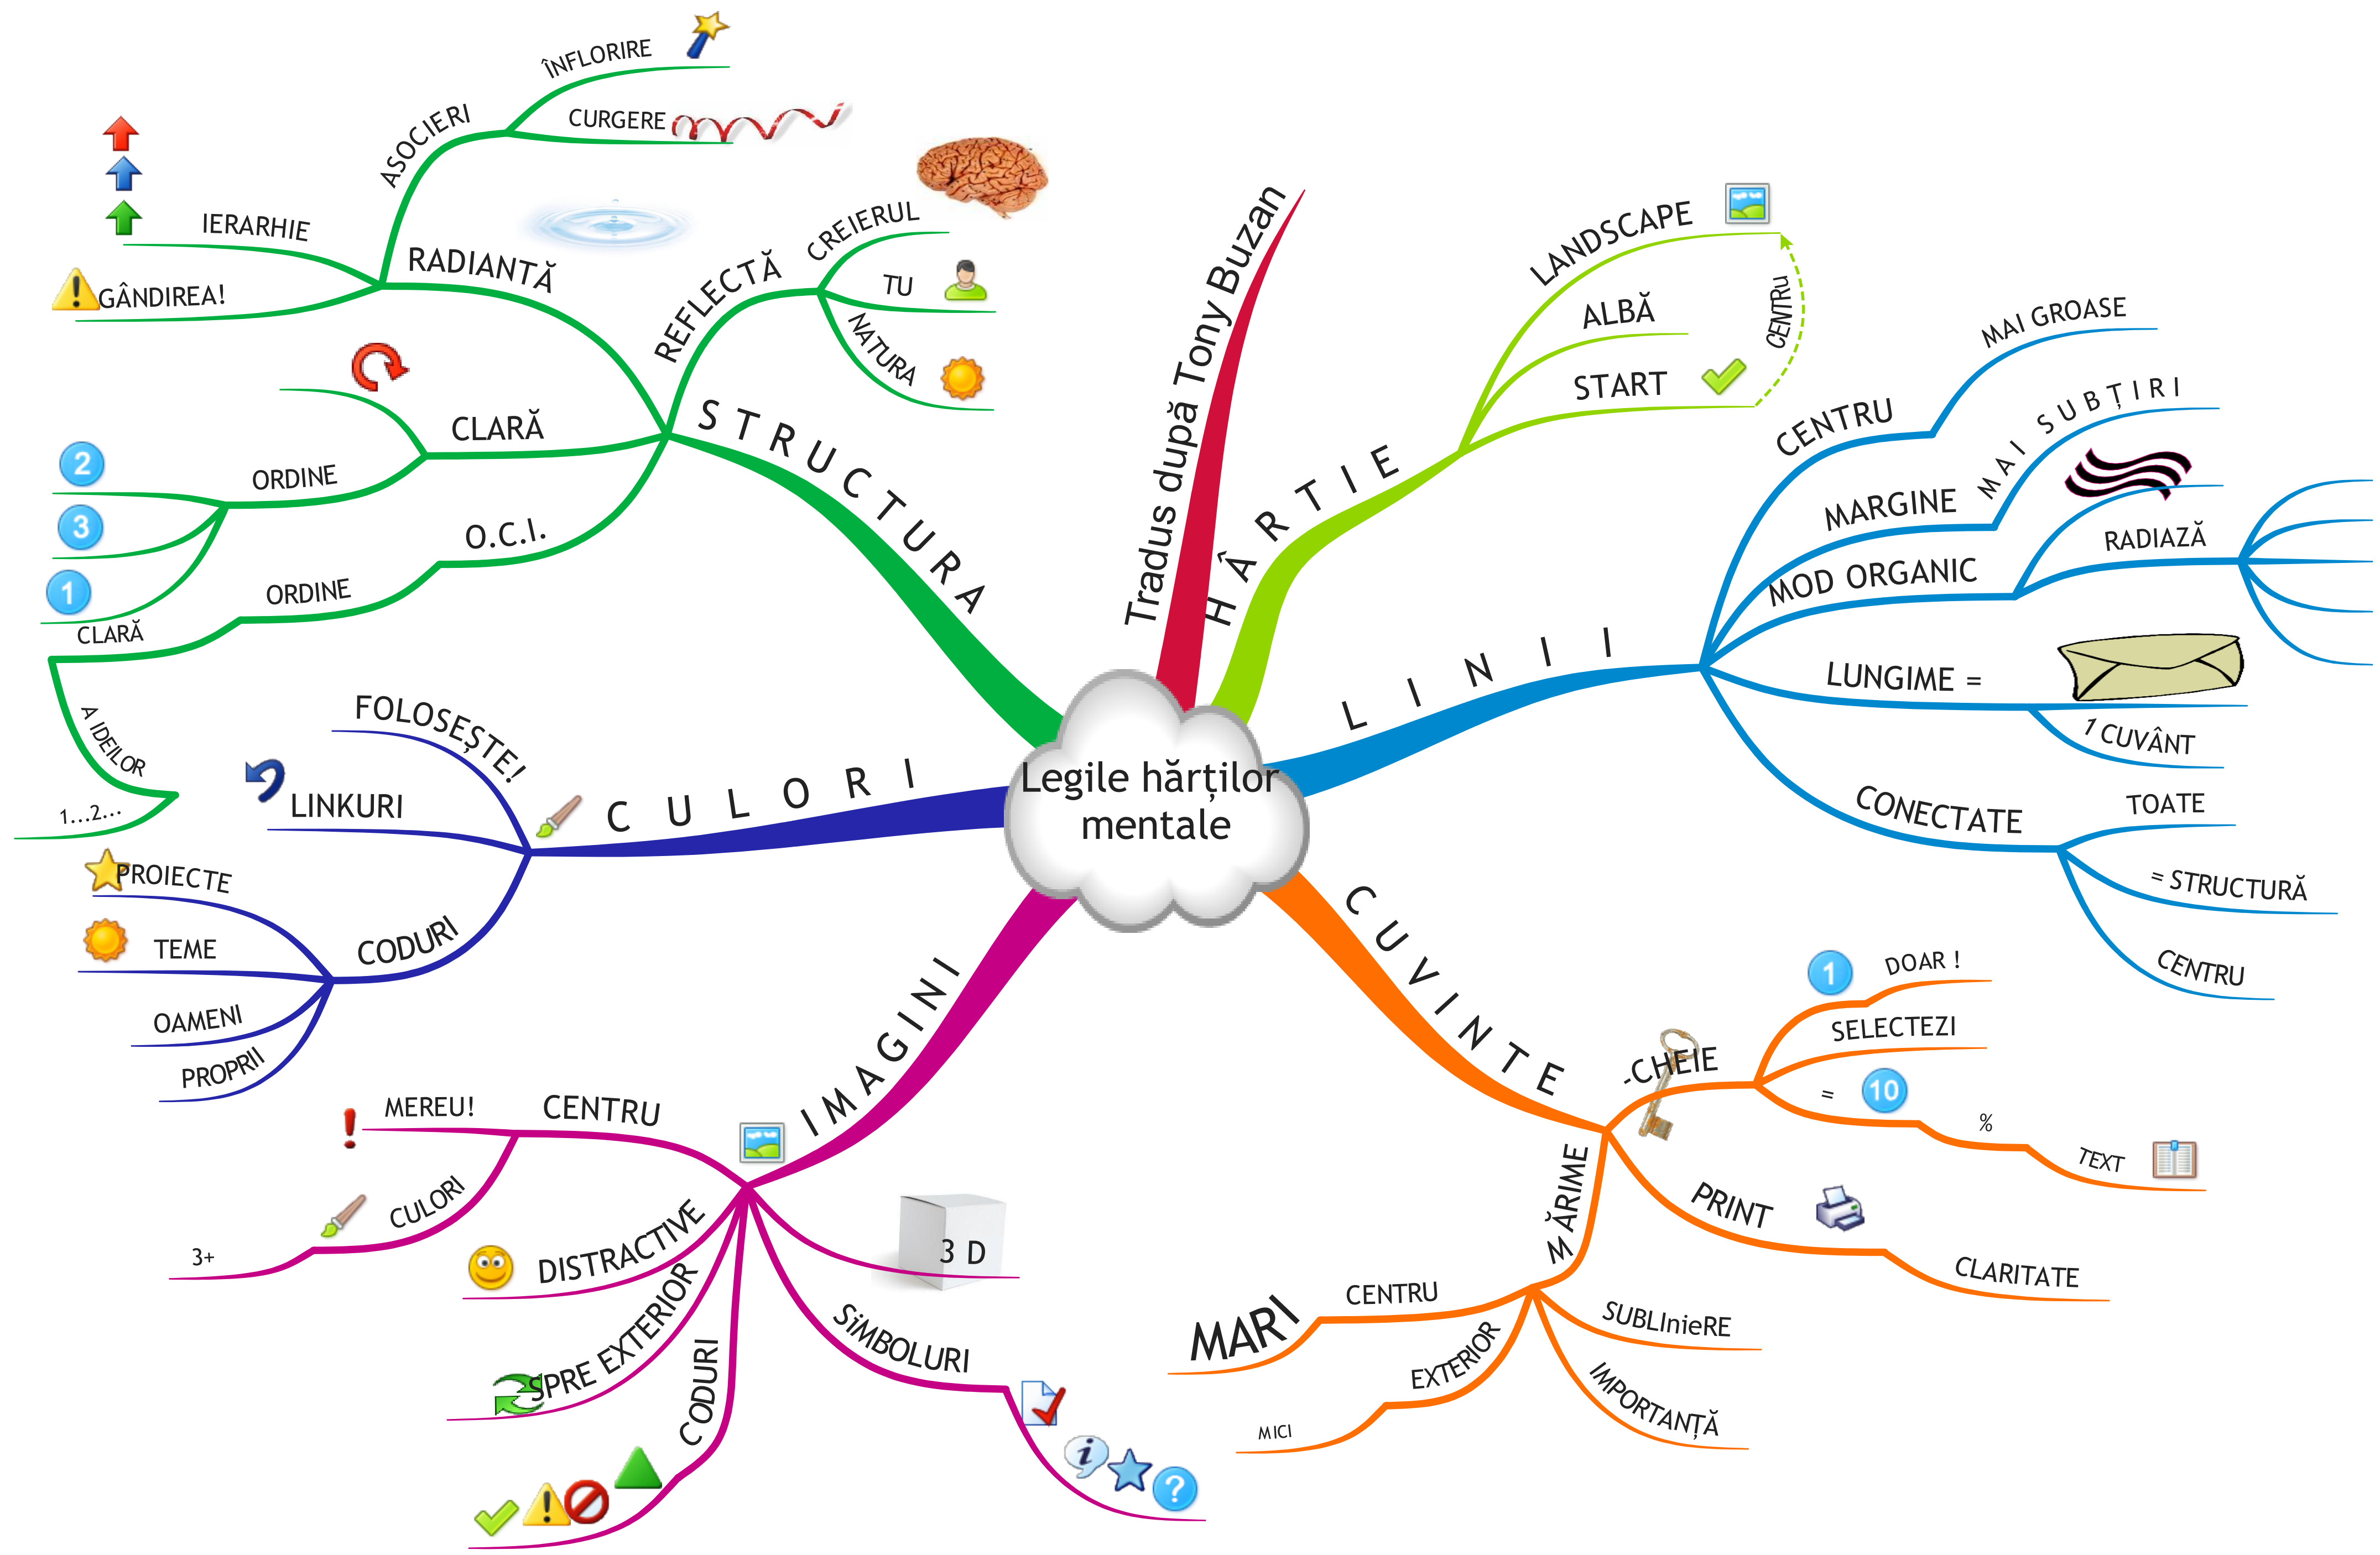 Legile hărților
mentale
Tradus după Tony Buzan
HÂRTIE
LANDSCAPE
ALBĂ
START
CENTRu
LINII
CENTRU
MAI GROASE
MARGINE
MAI SUBȚIRI
MOD ORGANIC
RADIAZĂ
LUNGIME =
1 CUVÂNT
CONECTATE
TOATE
= STRUCTURĂ
CENTRU
CUVINTE
-CHEIE
1
DOAR !
SELECTEZI
=
10
%
TEXT
PRINT
CLARITATE
MĂRIME
SUBLInieRE
IMPORTANȚĂ
CENTRU
MARI
EXTERIOR
MICI
IMAGINI
CENTRU
MEREU!
CULORI
3+
DISTRACTIVE
SPRE EXTERIOR
CODURI
SiMBOLURI
i
?
3 D
CULORI
FOLOSEȘTE!
LINKURI
CODURI
PROIECTE
TEME
OAMENI
PROPRII
STRUCTURA
REFLECTĂ
CREIERUL
TU
NATURA
RADIANTĂ
ASOCIERI
ÎNFLORIRE
CURGERE
IERARHIE
GÂNDIREA!
CLARĂ
ORDINE
2
3
1
O.C.I.
ORDINE
CLARĂ
A IDEILOR
1...2...